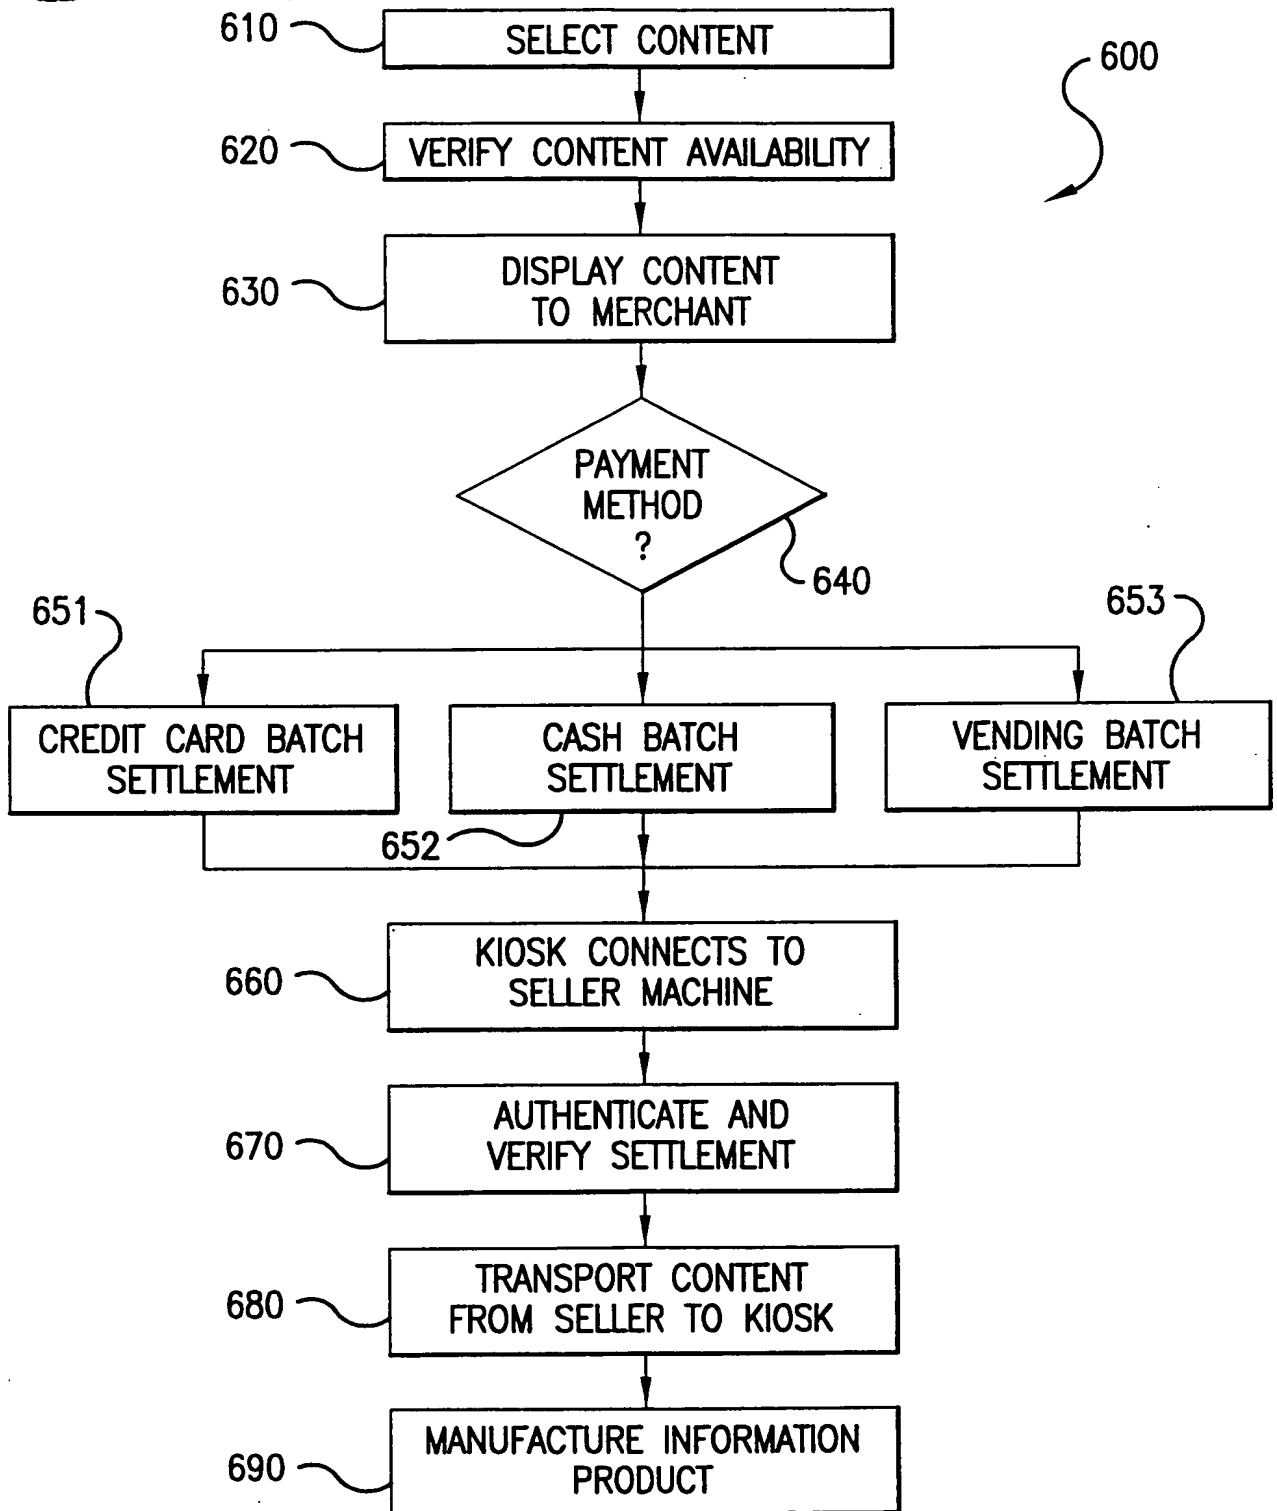 610
SELECT CONTENT
600
620
VERIFY CONTENT AVAILABILITY
630
DISPLAY CONTENT
TO MERCHANT
PAYMENT
METHOD
?
640
651
653
CREDIT CARD BATCH
SETTLEMENT
CASH BATCH
SETTLEMENT
VENDING BATCH
SETTLEMENT
652
660
KIOSK CONNECTS TO
SELLER MACHINE
670
AUTHENTICATE AND
VERIFY SETTLEMENT
680
TRANSPORT CONTENT
FROM SELLER TO KIOSK
690
MANUFACTURE INFORMATION
PRODUCT